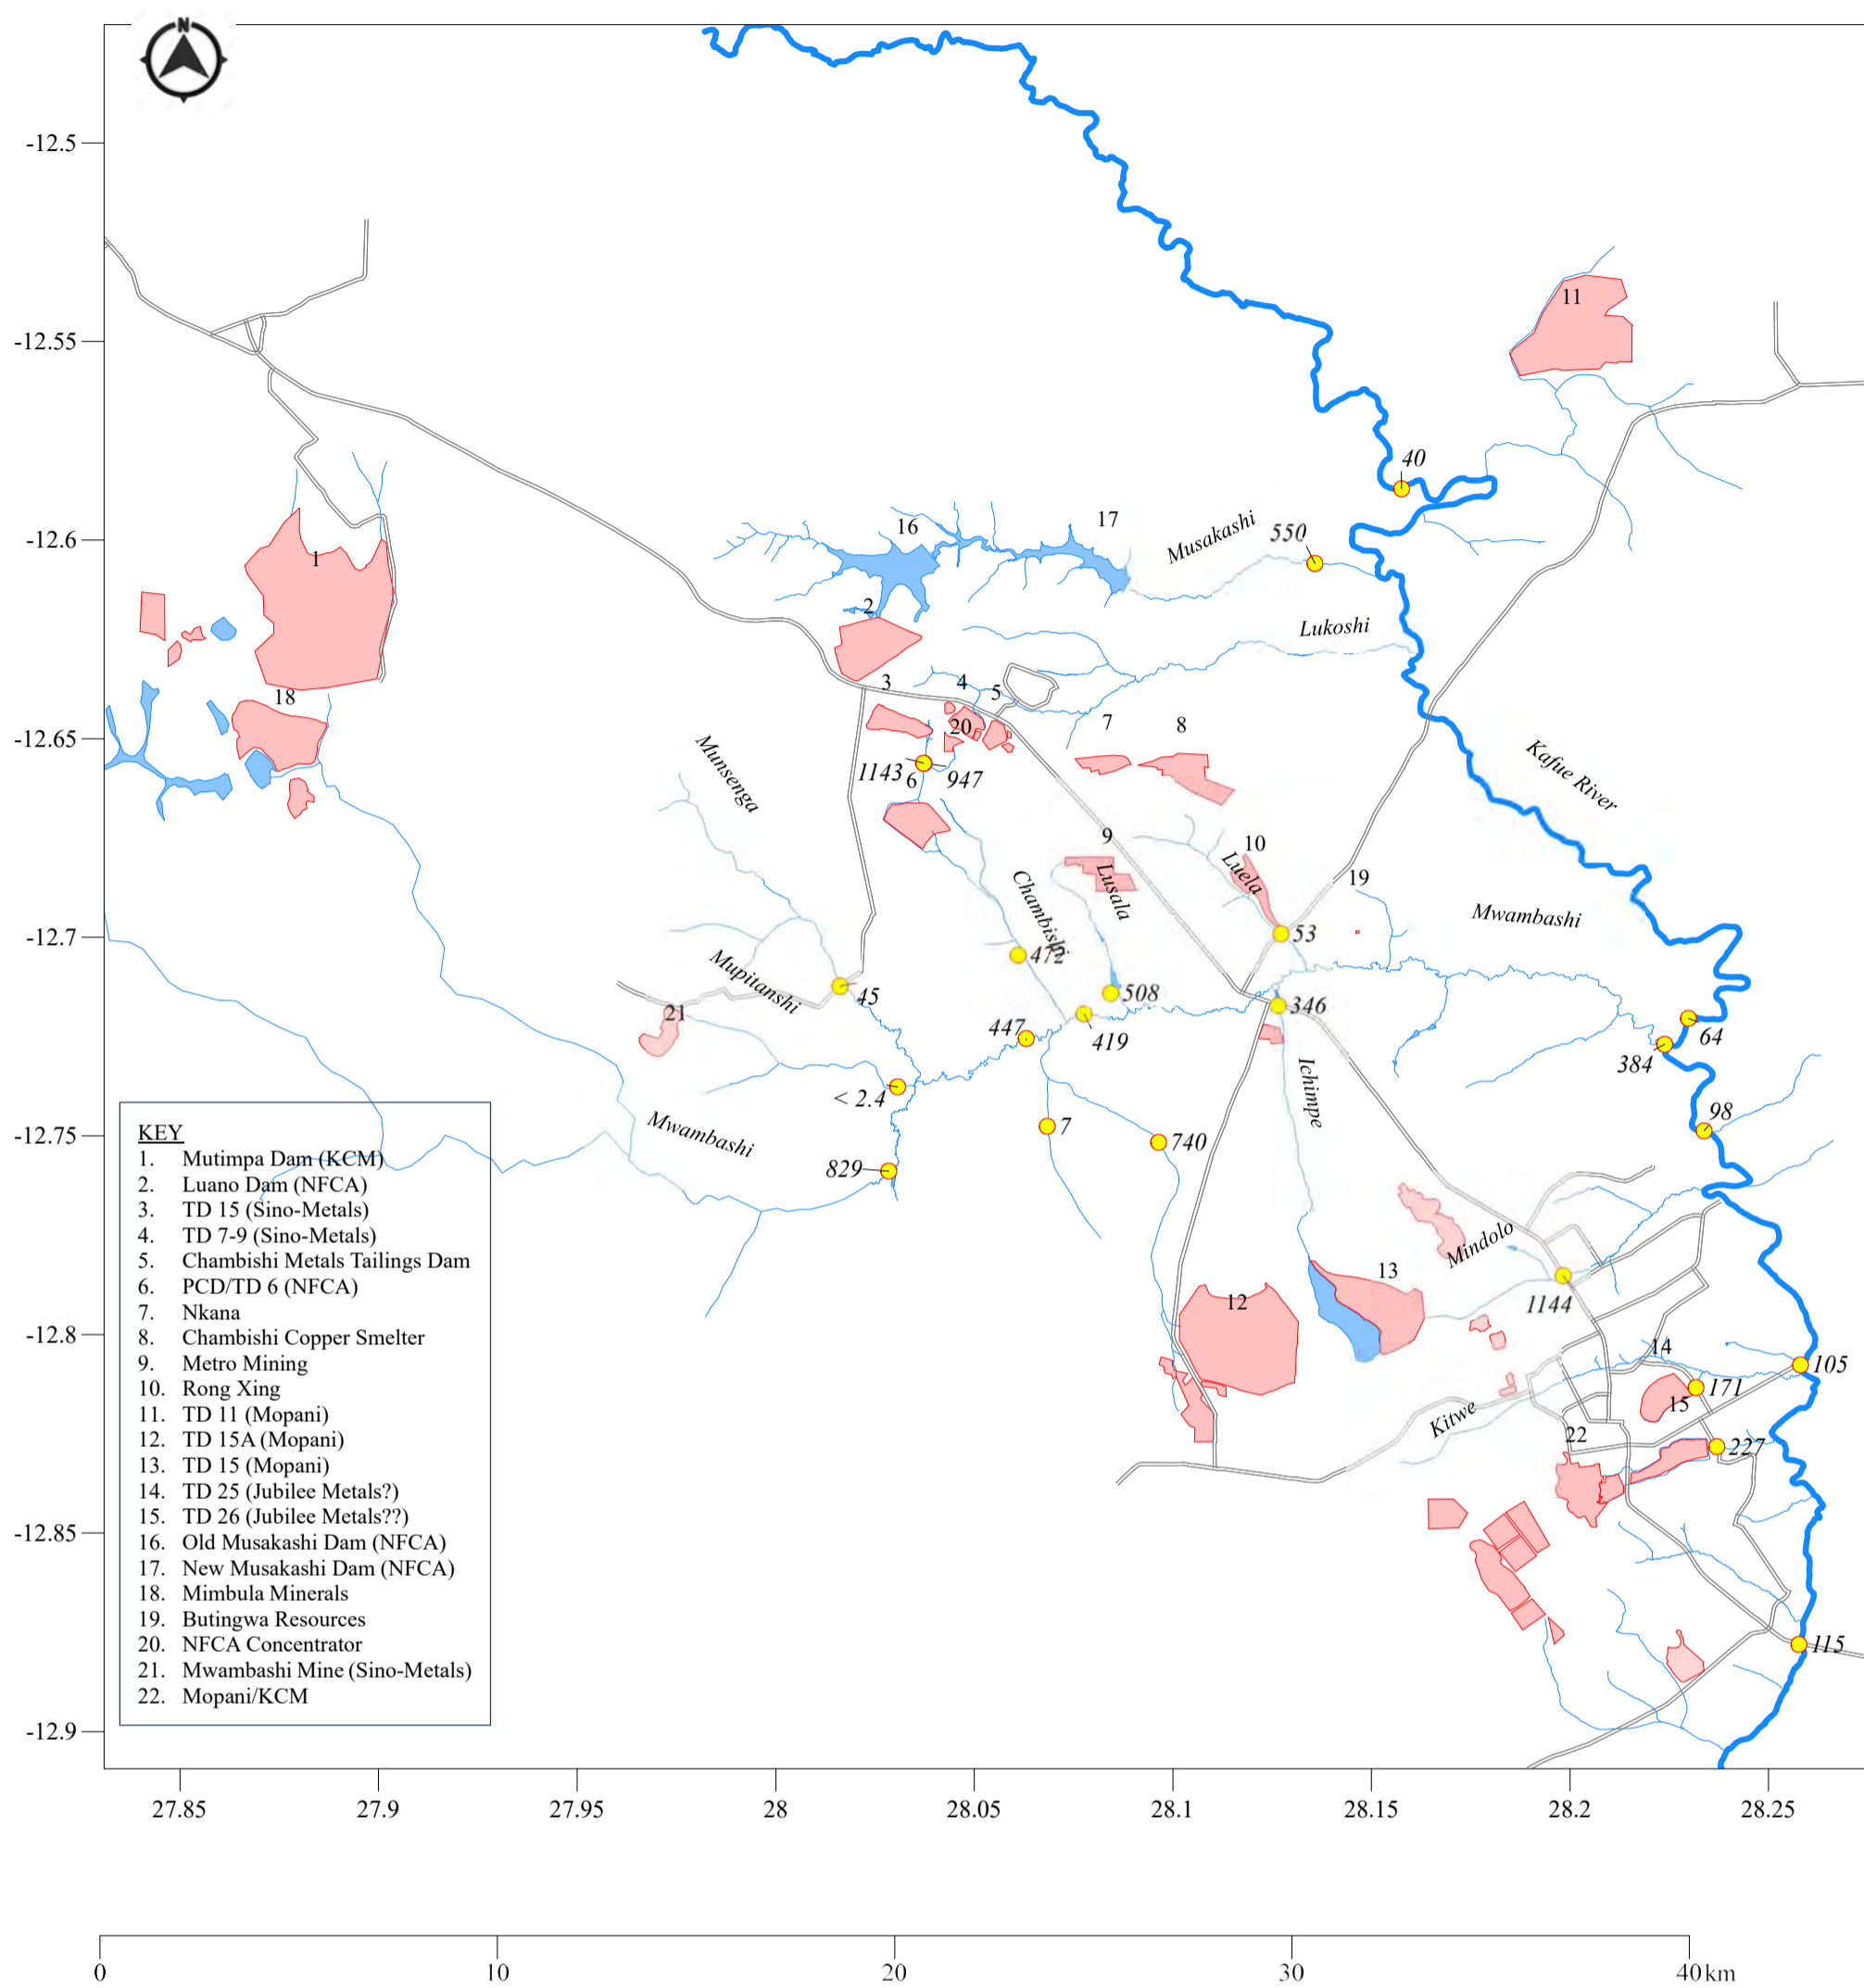 N
-12.5
-12.55
11
40
-12.6
1
16
17
Musakashi
550
2
Lukoshi
18
3
4
5
20
7
8
-12.65
Munsenga
Kafue River
1143
6
947
9
10
Luela
19
Chambishi
Lusala
Mwambashi
-12.7
53
472
Mupitanshi
45
508
346
21
447
419
64
384
< 2.4
Ichimpe
98
-12.75
Mwambashi
7
740
829
KEY
1. Mutimpa Dam (KCM)
2. Luano Dam (NFCA)
3. TD 15 (Sino-Metals)
4. TD 7-9 (Sino-Metals)
5. Chambishi Metals Tailings Dam
6. PCD/TD 6 (NFCA)
7. Nkana
8. Chambishi Copper Smelter
9. Metro Mining
10. Rong Xing
11. TD 11 (Mopani)
12. TD 15A (Mopani)
13. TD 15 (Mopani)
14. TD 25 (Jubilee Metals?)
15. TD 26 (Jubilee Metals??)
16. Old Musakashi Dam (NFCA)
17. New Musakashi Dam (NFCA)
18. Mimbula Minerals
19. Butingwa Resources
20. NFCA Concentrator
21. Mwambashi Mine (Sino-Metals)
22. Mopani/KCM
Mindolo
13
12
1144
-12.8
14
105
171
15
Kitwe
22
227
-12.85
115
-12.9
27.85
27.9
27.95
28
28.05
28.1
28.15
28.2
28.25
0
10
20
30
40 km